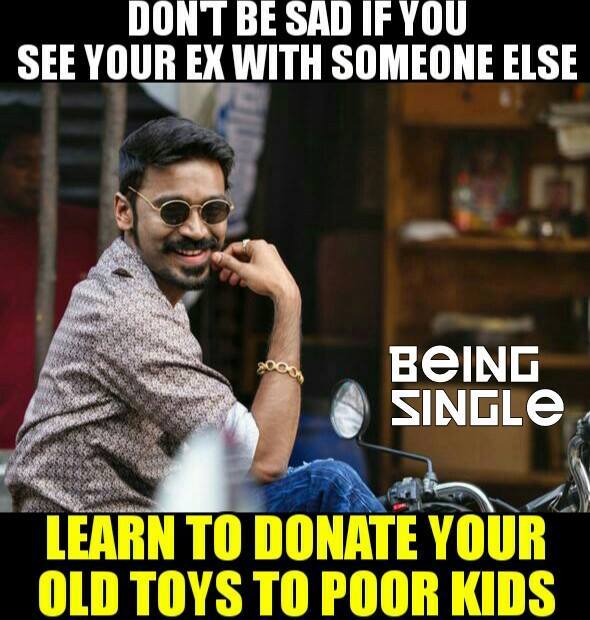 DON'T BE SAD IF YOU
SEE YOUR EX WITH SOMEONE ELSE
BEING
SINGLE
LEARN TO DONATE YOUR
OLD TOYS TO POOR KIDS